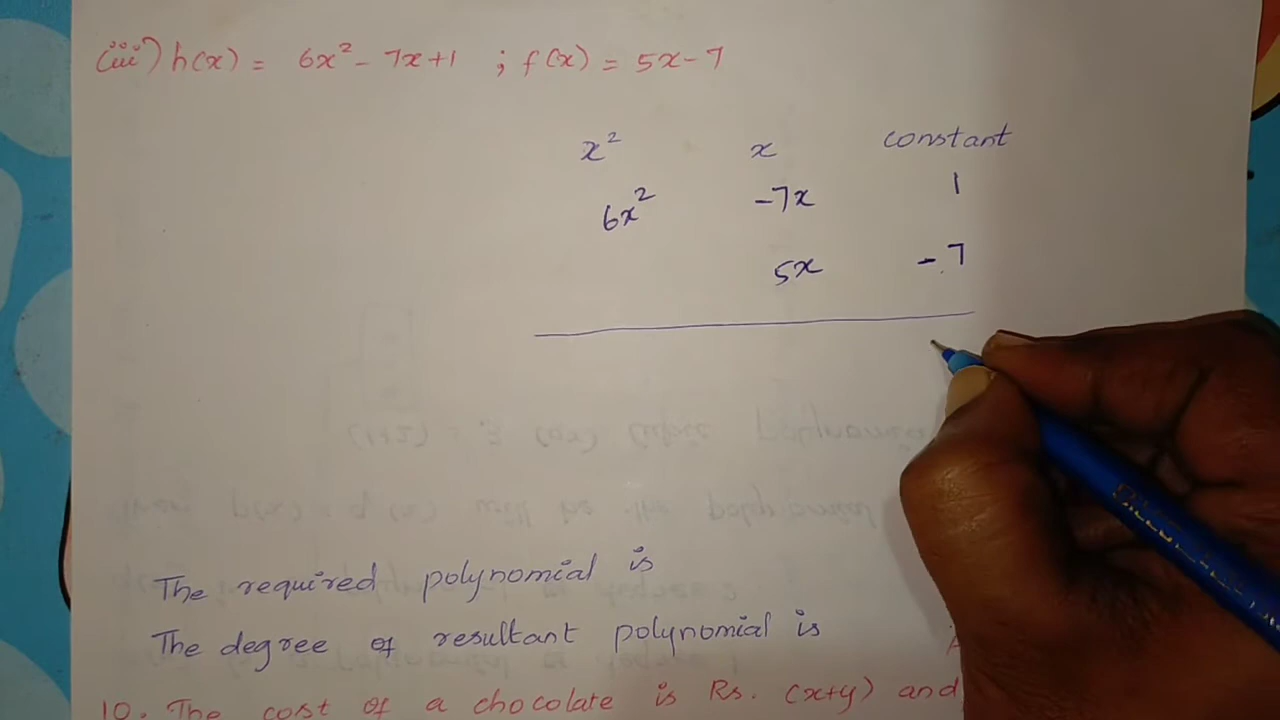 (iii) h(x) = 6x² - 7x + 1 ; f(x) = 5x - 7
x² x constant
6x² -7x 1
5x -7
The required polynomial is
The degree of resultant polynomial is
10. The cost of a chocolate is Rs. (x+y) and